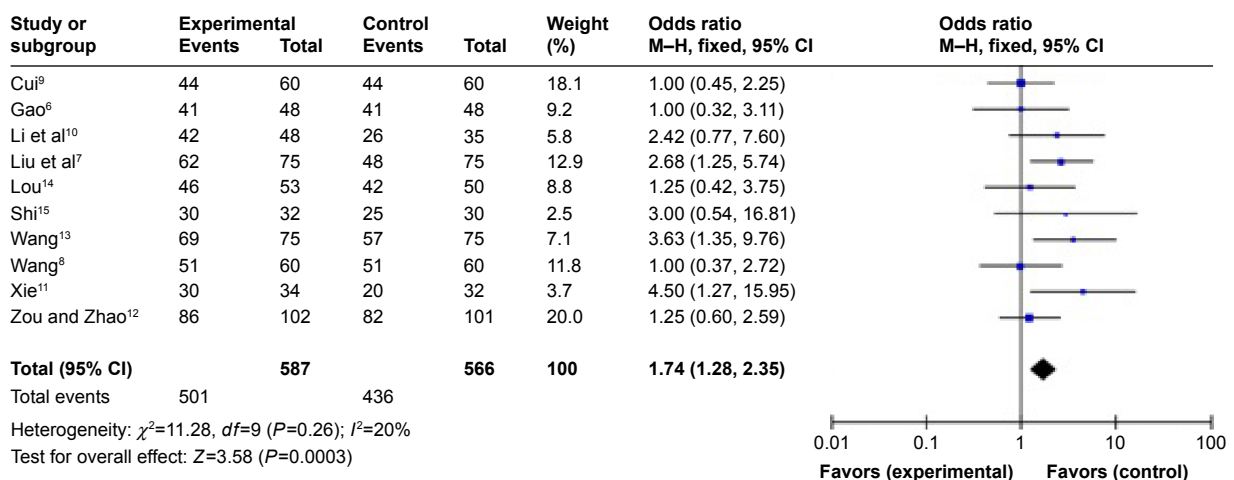 Study or subgroup Experimental Control Weight (%) Odds ratio M–H, fixed, 95% CI Odds ratio M–H, fixed, 95% CI
Events Total Events Total
Cui⁹ 44 60 44 60 18.1 1.00 (0.45, 2.25)
Gao⁶ 41 48 41 48 9.2 1.00 (0.32, 3.11)
Li et al¹⁰ 42 48 26 35 5.8 2.42 (0.77, 7.60)
Liu et al⁷ 62 75 48 75 12.9 2.68 (1.25, 5.74)
Lou¹⁴ 46 53 42 50 8.8 1.25 (0.42, 3.75)
Shi¹⁵ 30 32 25 30 2.5 3.00 (0.54, 16.81)
Wang¹³ 69 75 57 75 7.1 3.63 (1.35, 9.76)
Wang⁸ 51 60 51 60 11.8 1.00 (0.37, 2.72)
Xie¹¹ 30 34 20 32 3.7 4.50 (1.27, 15.95)
Zou and Zhao¹² 86 102 82 101 20.0 1.25 (0.60, 2.59)
Total (95% CI) 587 566 100 1.74 (1.28, 2.35)
Total events 501 436
Heterogeneity: χ²=11.28, df=9 (P=0.26); I²=20%
Test for overall effect: Z=3.58 (P=0.0003)
0.01 0.1 1 10 100
Favors (experimental) Favors (control)